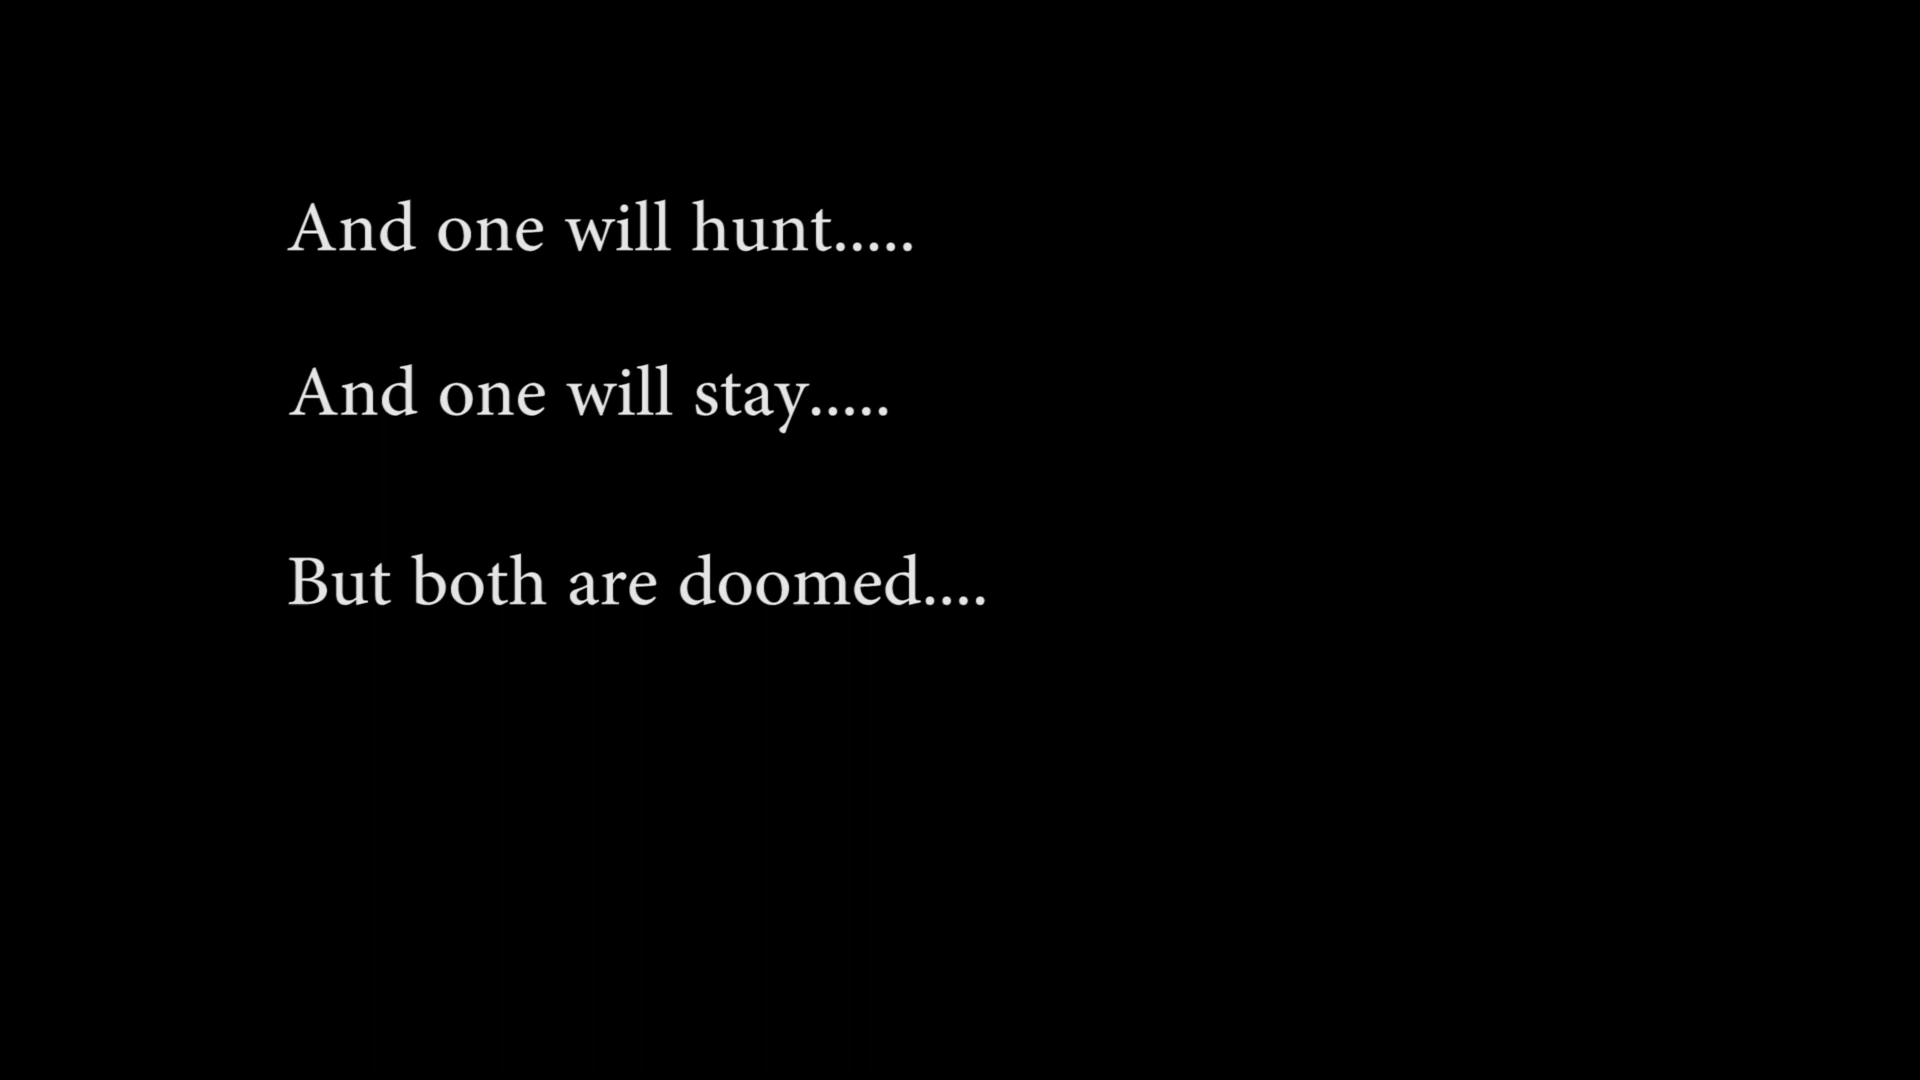 And one will hunt.....
And one will stay.....
But both are doomed....